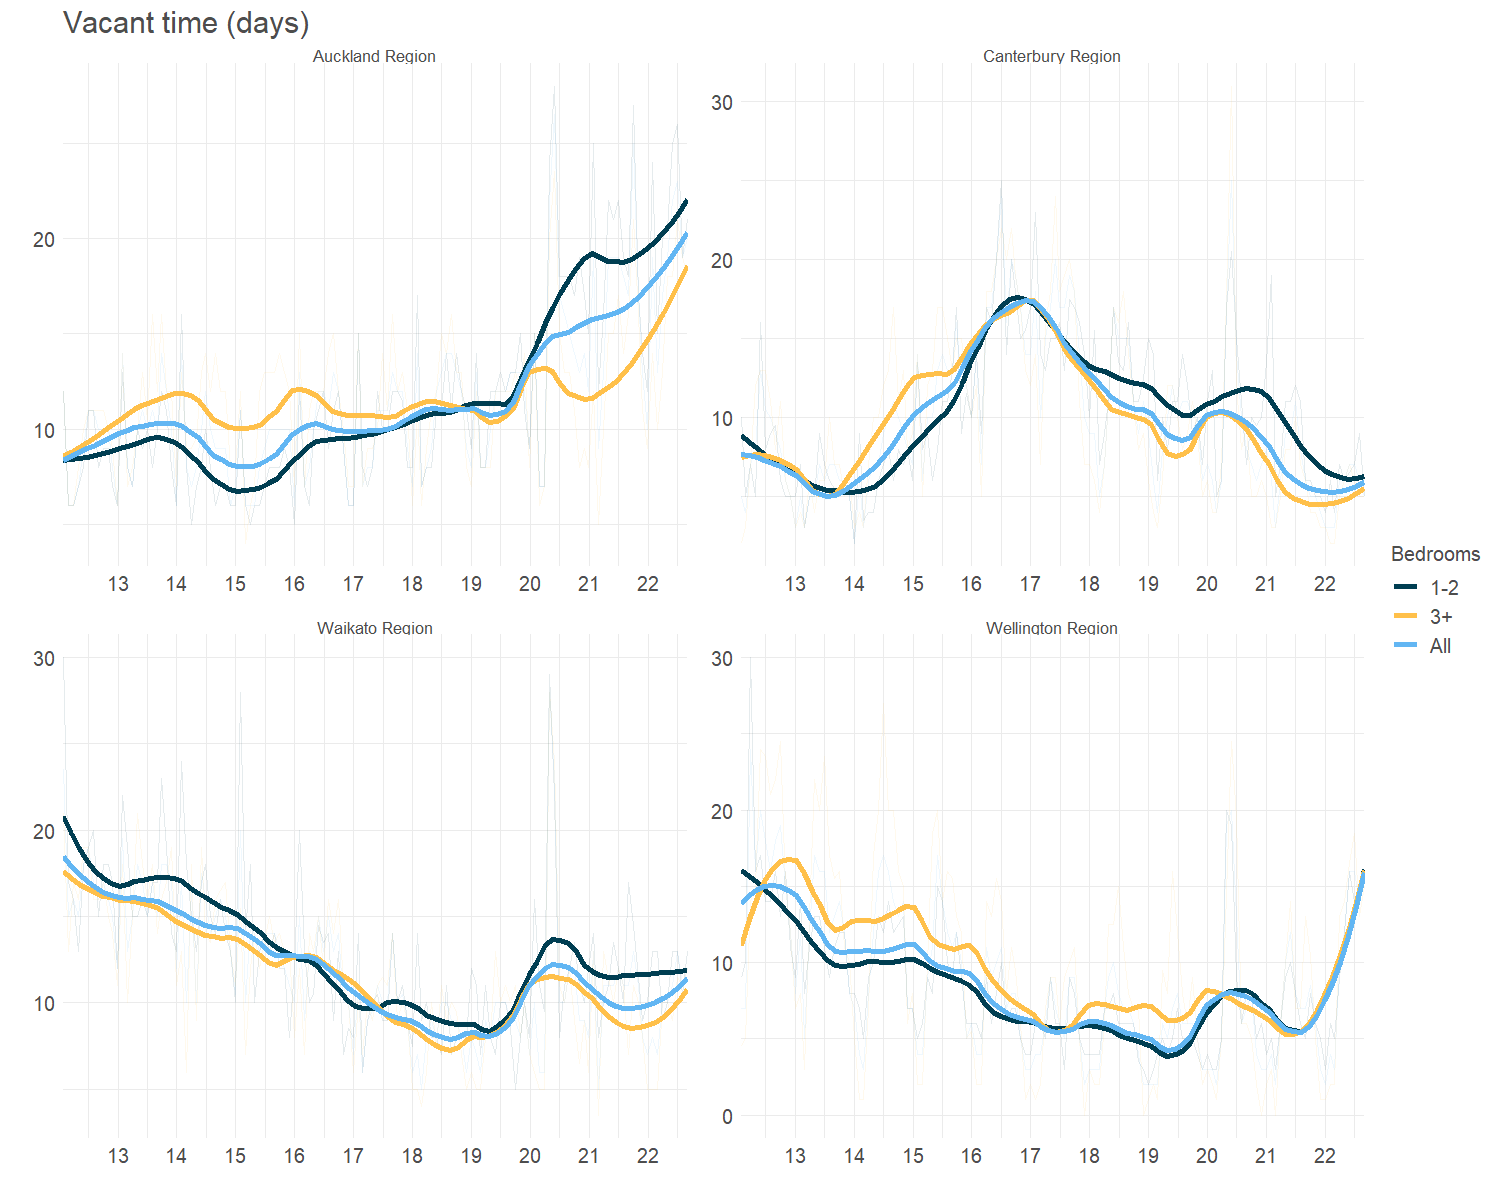 Vacant time (days)
Auckland Region
20
10
13 14 15 16 17 18 19 20 21 22
Canterbury Region
30
20
10
13 14 15 16 17 18 19 20 21 22
Waikato Region
30
20
10
13 14 15 16 17 18 19 20 21 22
Wellington Region
30
20
10
0
13 14 15 16 17 18 19 20 21 22
Bedrooms
1-2
3+
All